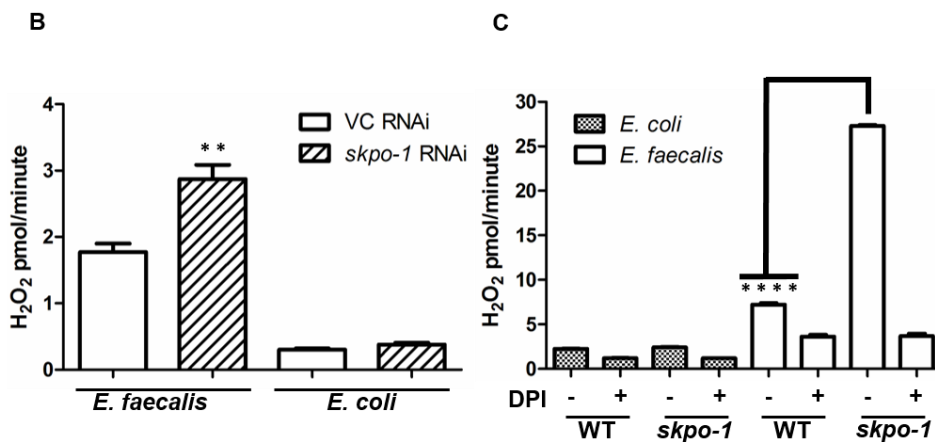 B
H₂O₂ pmol/minute
4
3
2
1
0
VC RNAi
skpo-1 RNAi
**
E. faecalis
E. coli
C
H₂O₂ pmol/minute
30
25
20
15
10
5
0
E. coli
E. faecalis
****
DPI - + - + - + - +
WT skpo-1 WT skpo-1